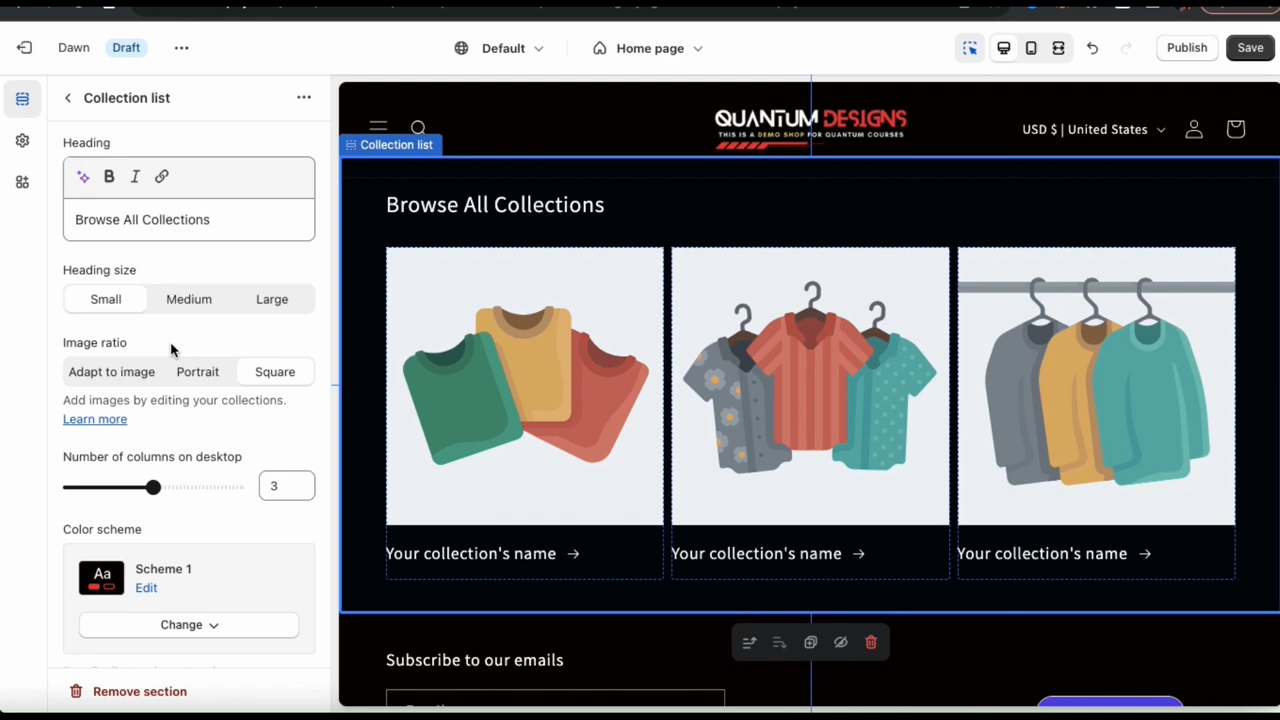 Dawn Draft Default Home page Publish Save
Collection list
Heading
B I
Browse All Collections
Heading size
Small Medium Large
Image ratio
Adapt to image Portrait Square
Add images by editing your collections.
Learn more
Number of columns on desktop
3
Color scheme
Aa
Scheme 1
Edit
Change
Remove section
QUANTUM DESIGNS
THIS IS A DEMO SHOP FOR QUANTUM COURSES
USD $ | United States
Collection list
Browse All Collections
Your collection's name → Your collection's name → Your collection's name →
Subscribe to our emails